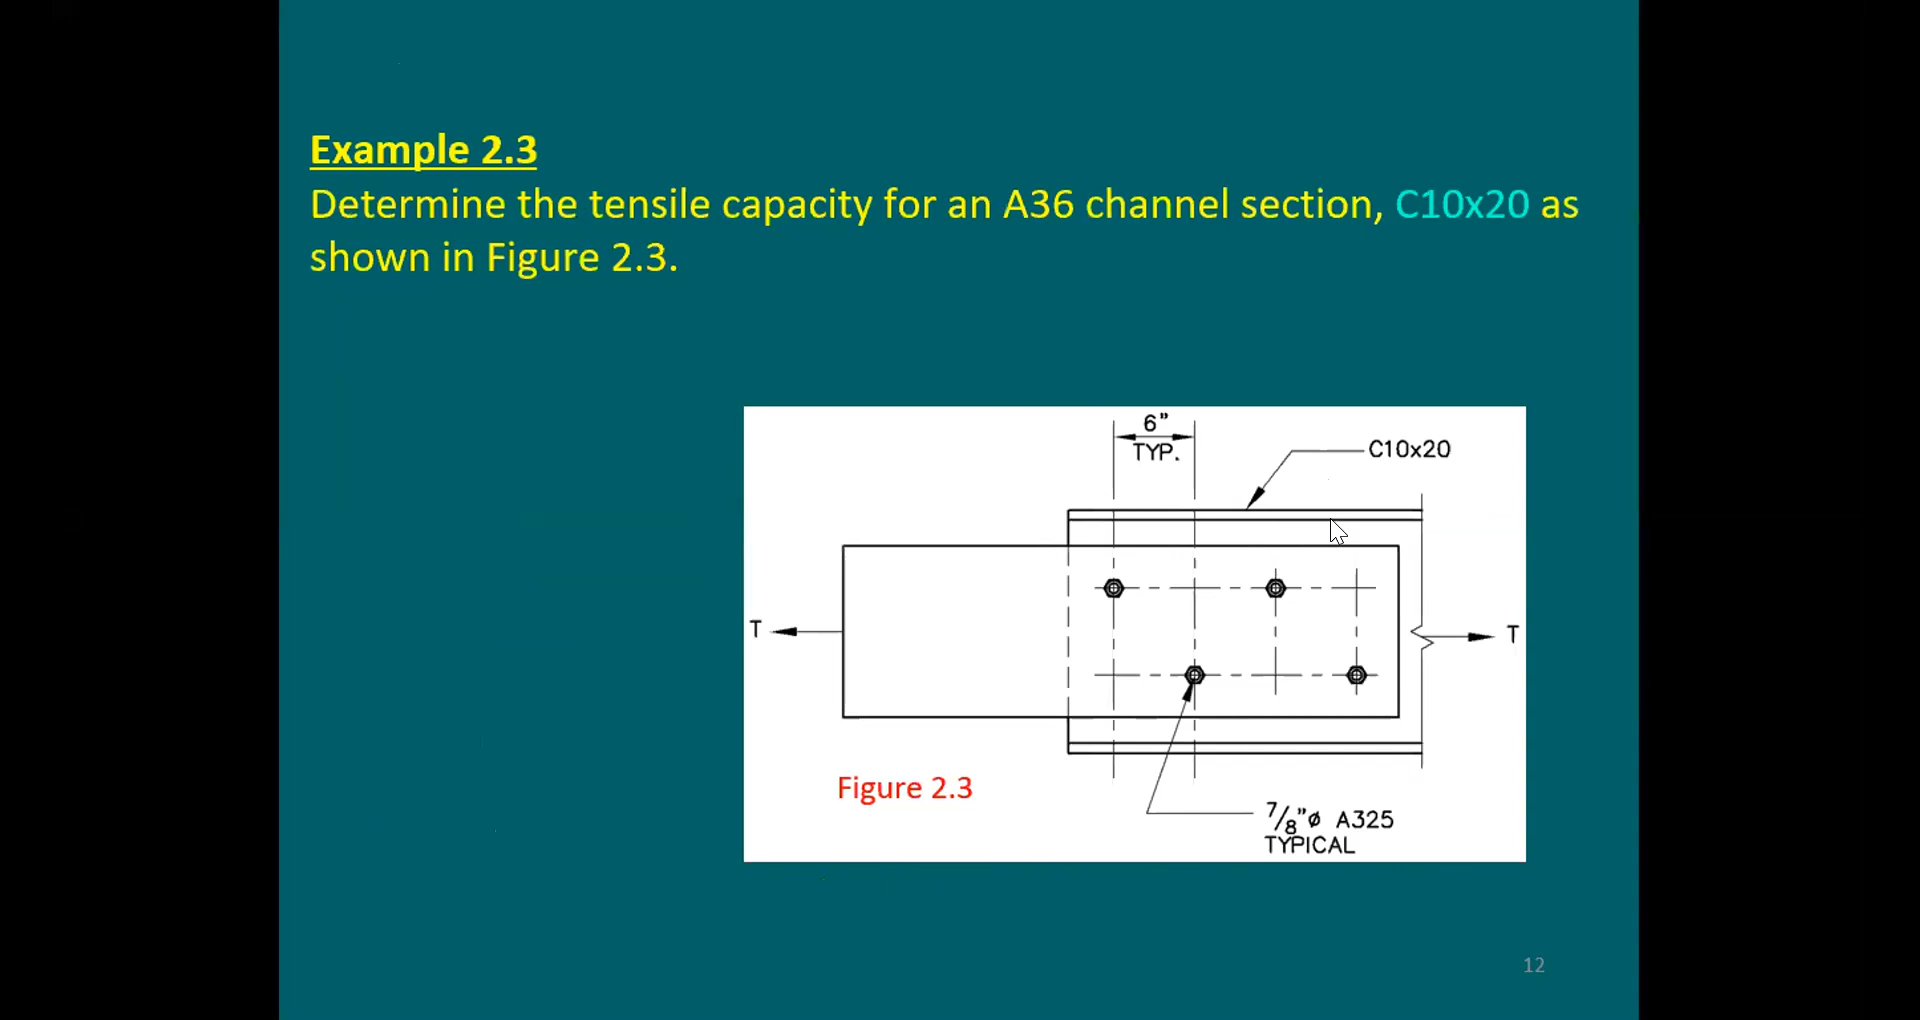 Example 2.3
Determine the tensile capacity for an A36 channel section, C10x20 as
shown in Figure 2.3.
6"
TYP.
C10x20
T
T
Figure 2.3
7/8"ø A325
TYPICAL
12